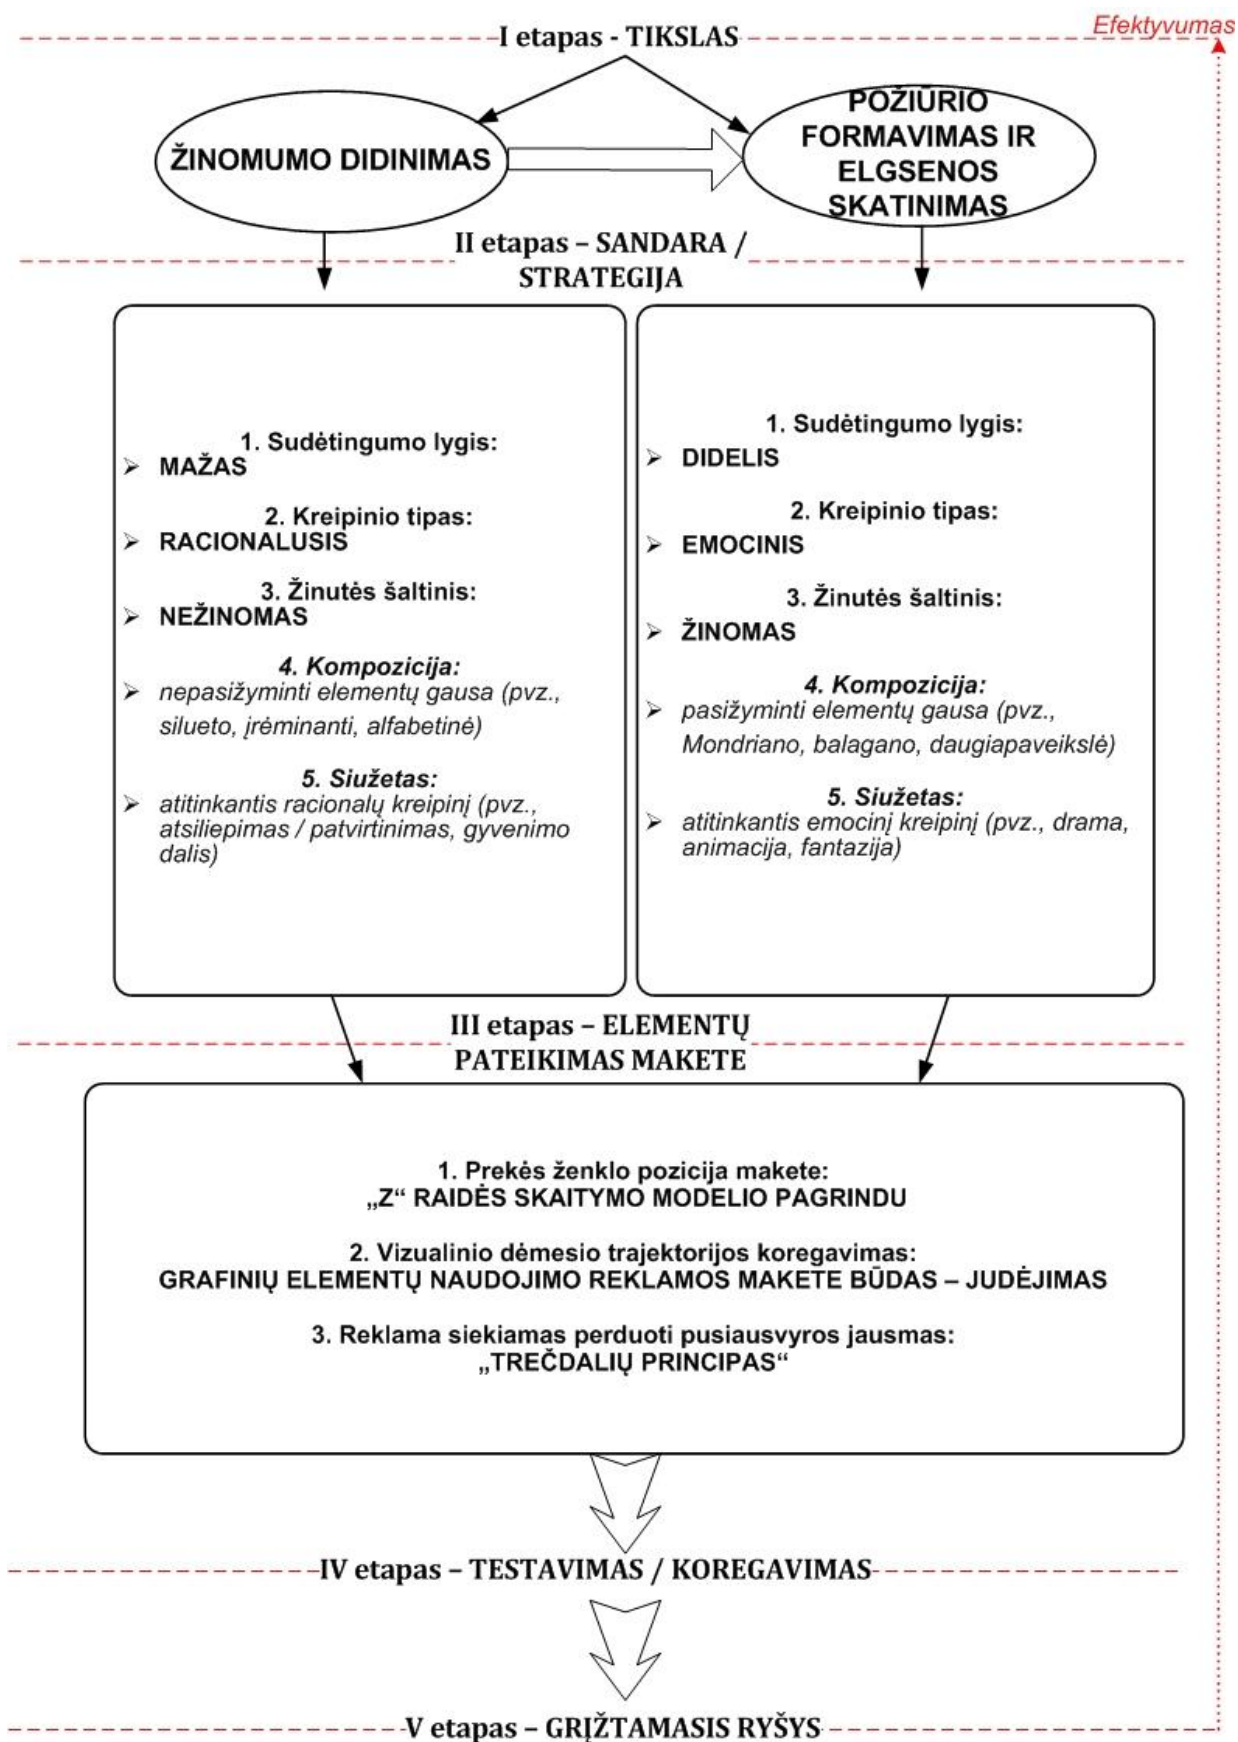 Efektyvumas
I etapas - TIKSLAS
ŽINOMUMO DIDINIMAS
POŽIŪRIO
FORMAVIMAS IR
ELGSENOS
SKATINIMAS
II etapas – SANDARA /
STRATEGIJA
1. Sudėtingumo lygis:
➢ MAŽAS
2. Kreipinio tipas:
➢ RACIONALUSIS
3. Žinutės šaltinis:
➢ NEŽINOMAS
4. Kompozicija:
➢ nepasižyminti elementų gausa (pvz.,
silueto, įrėminanti, alfabetinė)
5. Siužetas:
➢ atitinkantis racionalų kreipinį (pvz.,
atsiliepimas / patvirtinimas, gyvenimo
dalis)
1. Sudėtingumo lygis:
➢ DIDELIS
2. Kreipinio tipas:
➢ EMOCINIS
3. Žinutės šaltinis:
➢ ŽINOMAS
4. Kompozicija:
➢ pasižyminti elementų gausa (pvz.,
Mondriano, balagano, daugiapaveikslė)
5. Siužetas:
➢ atitinkantis emocinį kreipinį (pvz., drama,
animacija, fantazija)
III etapas – ELEMENTŲ
PATEIKIMAS MAKETE
1. Prekės ženklo pozicija makete:
„Z“ RAIDĖS SKAITYMO MODELIO PAGRINDU
2. Vizualinio dėmesio trajektorijos koregavimas:
GRAFINIŲ ELEMENTŲ NAUDOJIMO REKLAMOS MAKETE BŪDAS – JUDĖJIMAS
3. Reklama siekiamas perduoti pusiausvyros jausmas:
„TREČDALIŲ PRINCIPAS“
IV etapas – TESTAVIMAS / KOREGAVIMAS
V etapas – GRĮŽTAMASIS RYŠYS